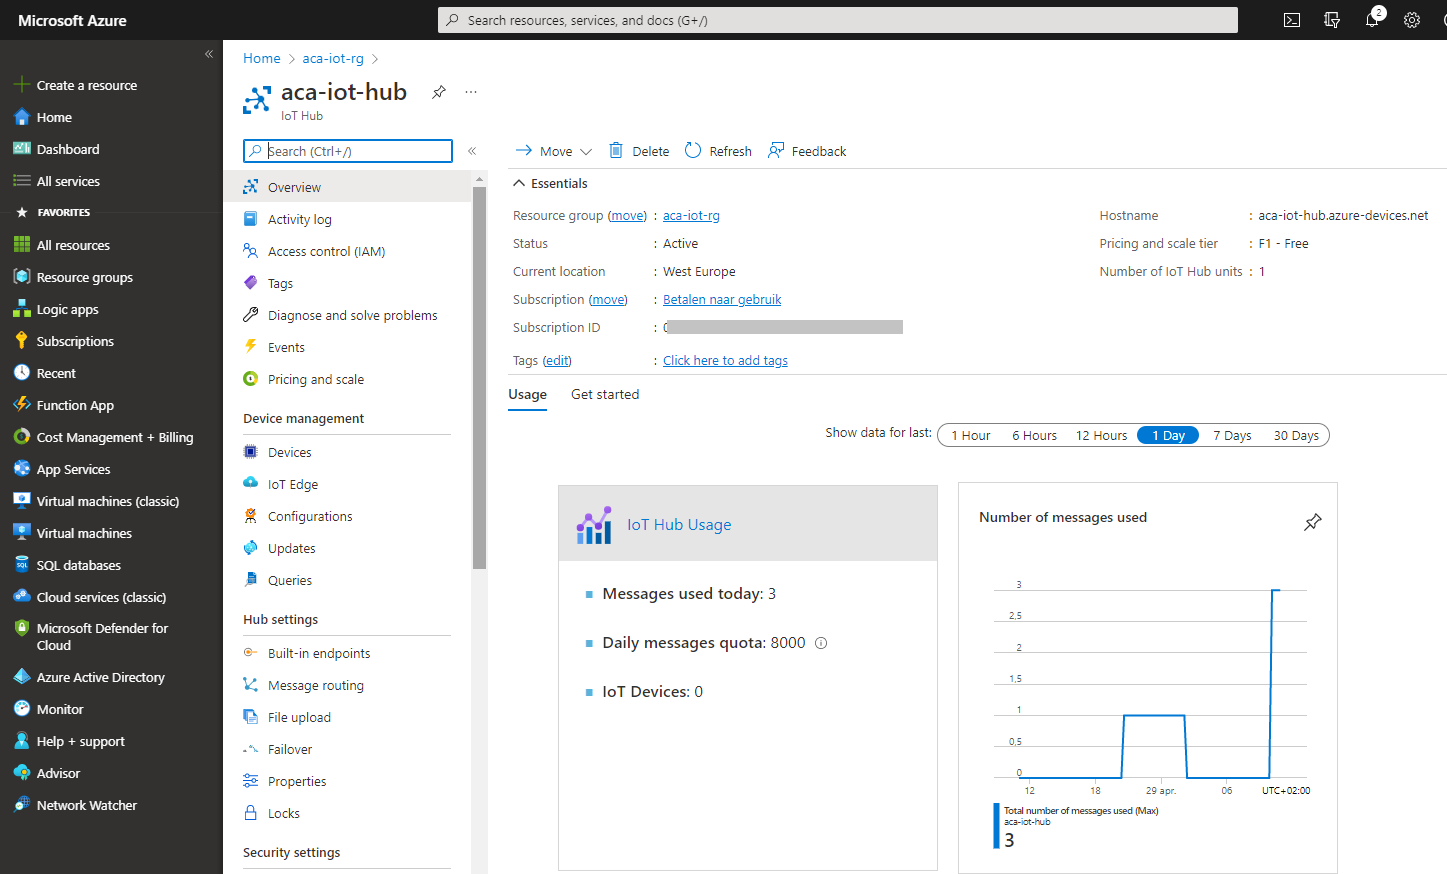 Microsoft Azure
Search resources, services, and docs (G+/)
2
«
Create a resource
Home
Dashboard
All services
FAVORITES
All resources
Resource groups
Logic apps
Subscriptions
Recent
Function App
Cost Management + Billing
App Services
Virtual machines (classic)
Virtual machines
SQL databases
Cloud services (classic)
Microsoft Defender for
Cloud
Azure Active Directory
Monitor
Help + support
Advisor
Network Watcher
Home > aca-iot-rg >
aca-iot-hub
...
IoT Hub
Search (Ctrl+/)
«
Overview
Activity log
Access control (IAM)
Tags
Diagnose and solve problems
Events
Pricing and scale
Device management
Devices
IoT Edge
Configurations
Updates
Queries
Hub settings
Built-in endpoints
Message routing
File upload
Failover
Properties
Locks
Security settings
Move
Delete
Refresh
Feedback
Essentials
Resource group (move) : aca-iot-rg
Status : Active
Current location : West Europe
Subscription (move) : Betalen naar gebruik
Subscription ID :
Tags (edit) : Click here to add tags
Hostname : aca-iot-hub.azure-devices.net
Pricing and scale tier : F1 - Free
Number of IoT Hub units : 1
Usage
Get started
Show data for last:
1 Hour
6 Hours
12 Hours
1 Day
7 Days
30 Days
IoT Hub Usage
Messages used today: 3
Daily messages quota: 8000
IoT Devices: 0
Number of messages used
3
2,5
2
1,5
1
0,5
0
12
18
29 apr.
06
UTC+02:00
Total number of messages used (Max)
aca-iot-hub
3